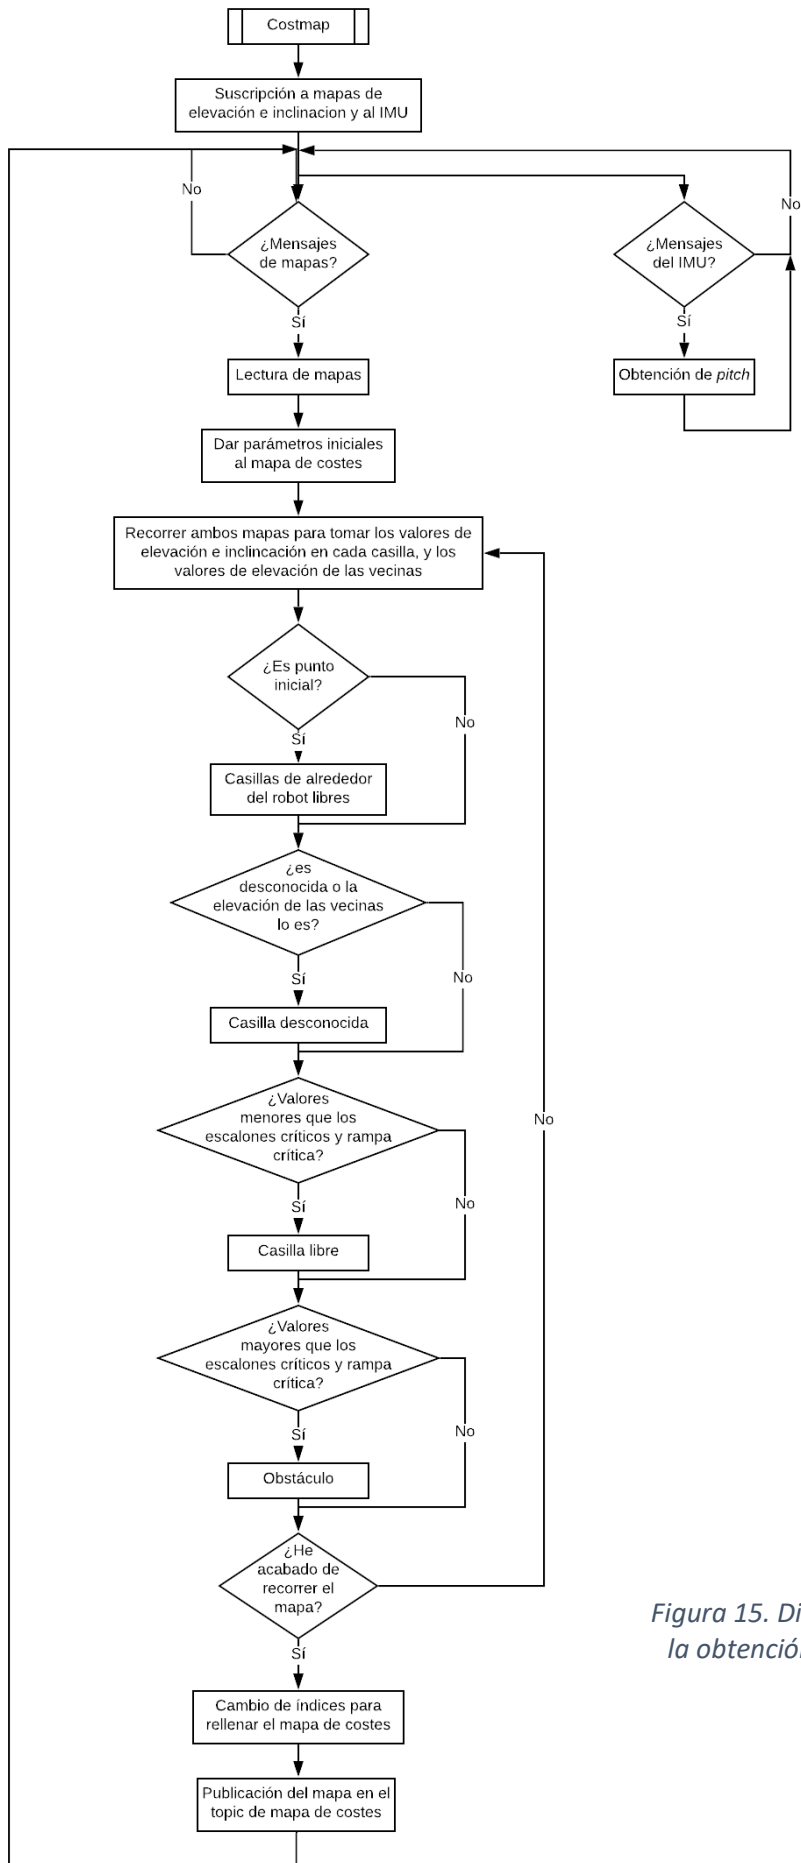 Costmap
Suscripción a mapas de
elevación e inclinacion y al IMU
No
No
¿Mensajes
de mapas?
¿Mensajes
del IMU?
Sí
Sí
Lectura de mapas
Obtención de pitch
Dar parámetros iniciales
al mapa de costes
Recorrer ambos mapas para tomar los valores de
elevación e inclincación en cada casilla, y los
valores de elevación de las vecinas
¿Es punto
inicial?
No
Sí
Casillas de alrededor
del robot libres
¿es
desconocida o la
elevación de las vecinas
lo es?
No
Sí
Casilla desconocida
¿Valores
menores que los
escalones críticos y rampa
crítica?
No
No
Sí
Casilla libre
¿Valores
mayores que los
escalones críticos y rampa
crítica?
No
Sí
Obstáculo
¿He
acabado de
recorrer el
mapa?
Sí
Figura 15. Di
la obtención
Cambio de índices para
rellenar el mapa de costes
Publicación del mapa en el
topic de mapa de costes